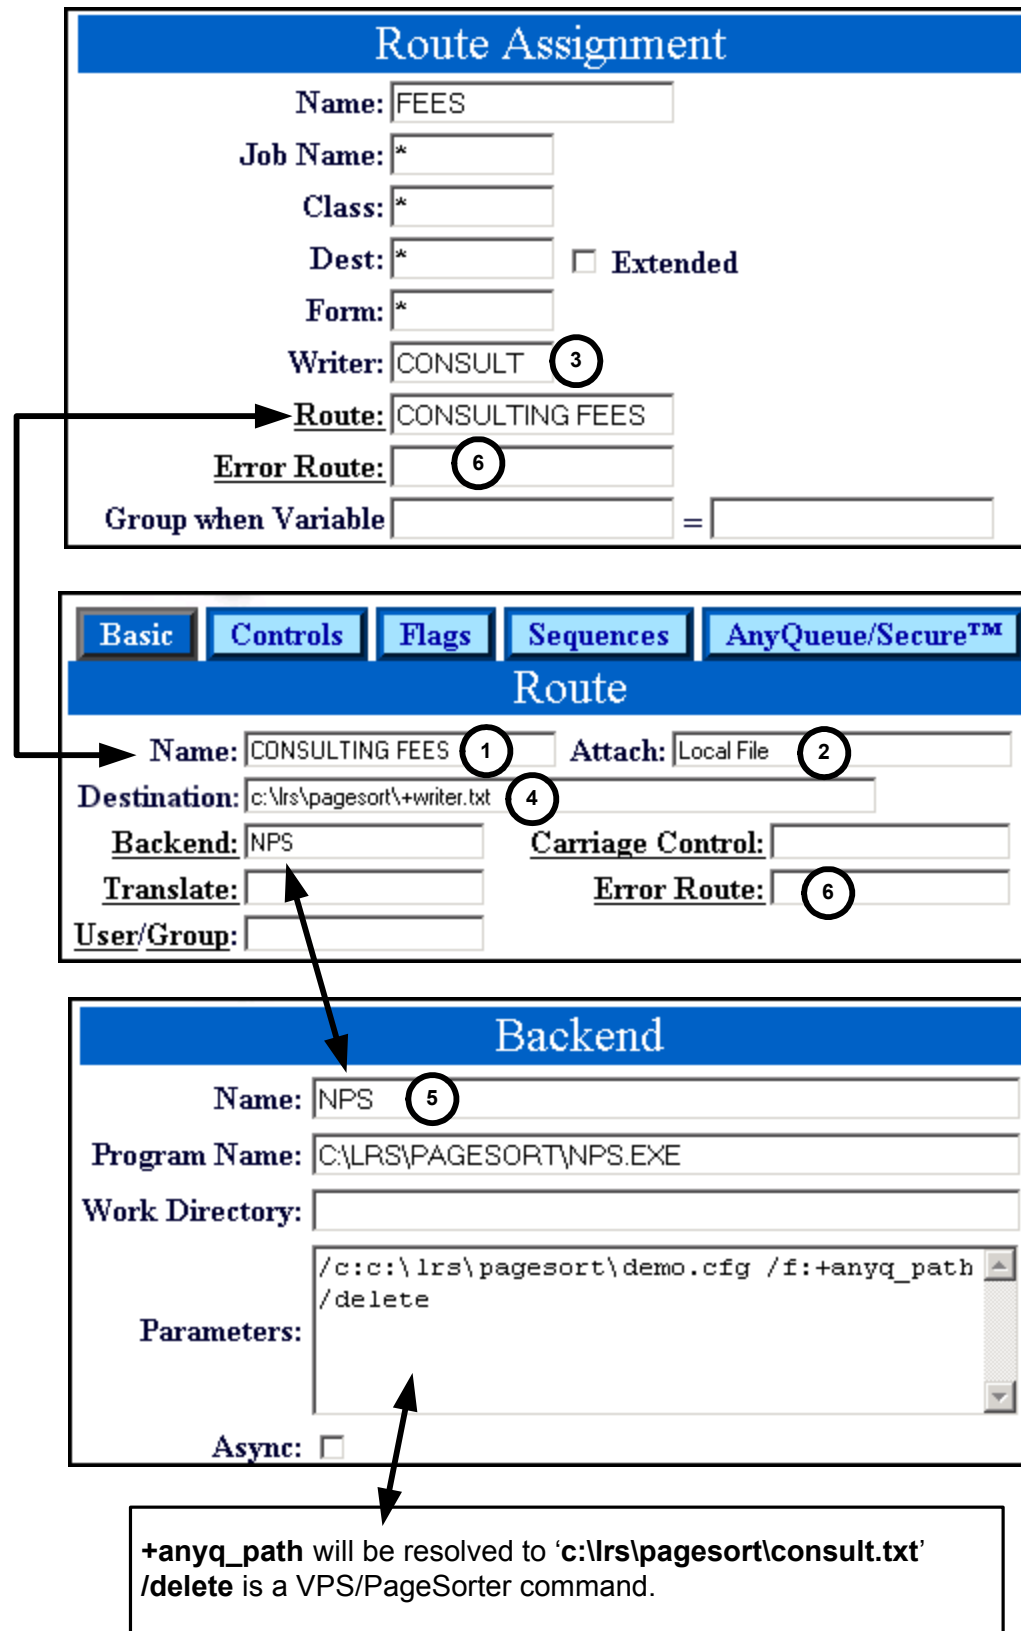 Route Assignment
Name: FEES
Job Name: *
Class: *
Dest: * Extended
Form: *
Writer: CONSULT 3
Route: CONSULTING FEES
Error Route: 6
Group when Variable =
Basic Controls Flags Sequences AnyQueue/Secure™
Route
Name: CONSULTING FEES 1 Attach: Local File 2
Destination: c:\lrs\pagesort\+writer.txt 4
Backend: NPS Carriage Control:
Translate: Error Route: 6
User/Group:
Backend
Name: NPS 5
Program Name: C:\LRS\PAGESORT\NPS.EXE
Work Directory:
/c:c:\lrs\pagesort\demo.cfg /f:+anyq_path
/delete
Parameters:
Async:
+anyq_path will be resolved to ‘c:\lrs\pagesort\consult.txt’
/delete is a VPS/PageSorter command.